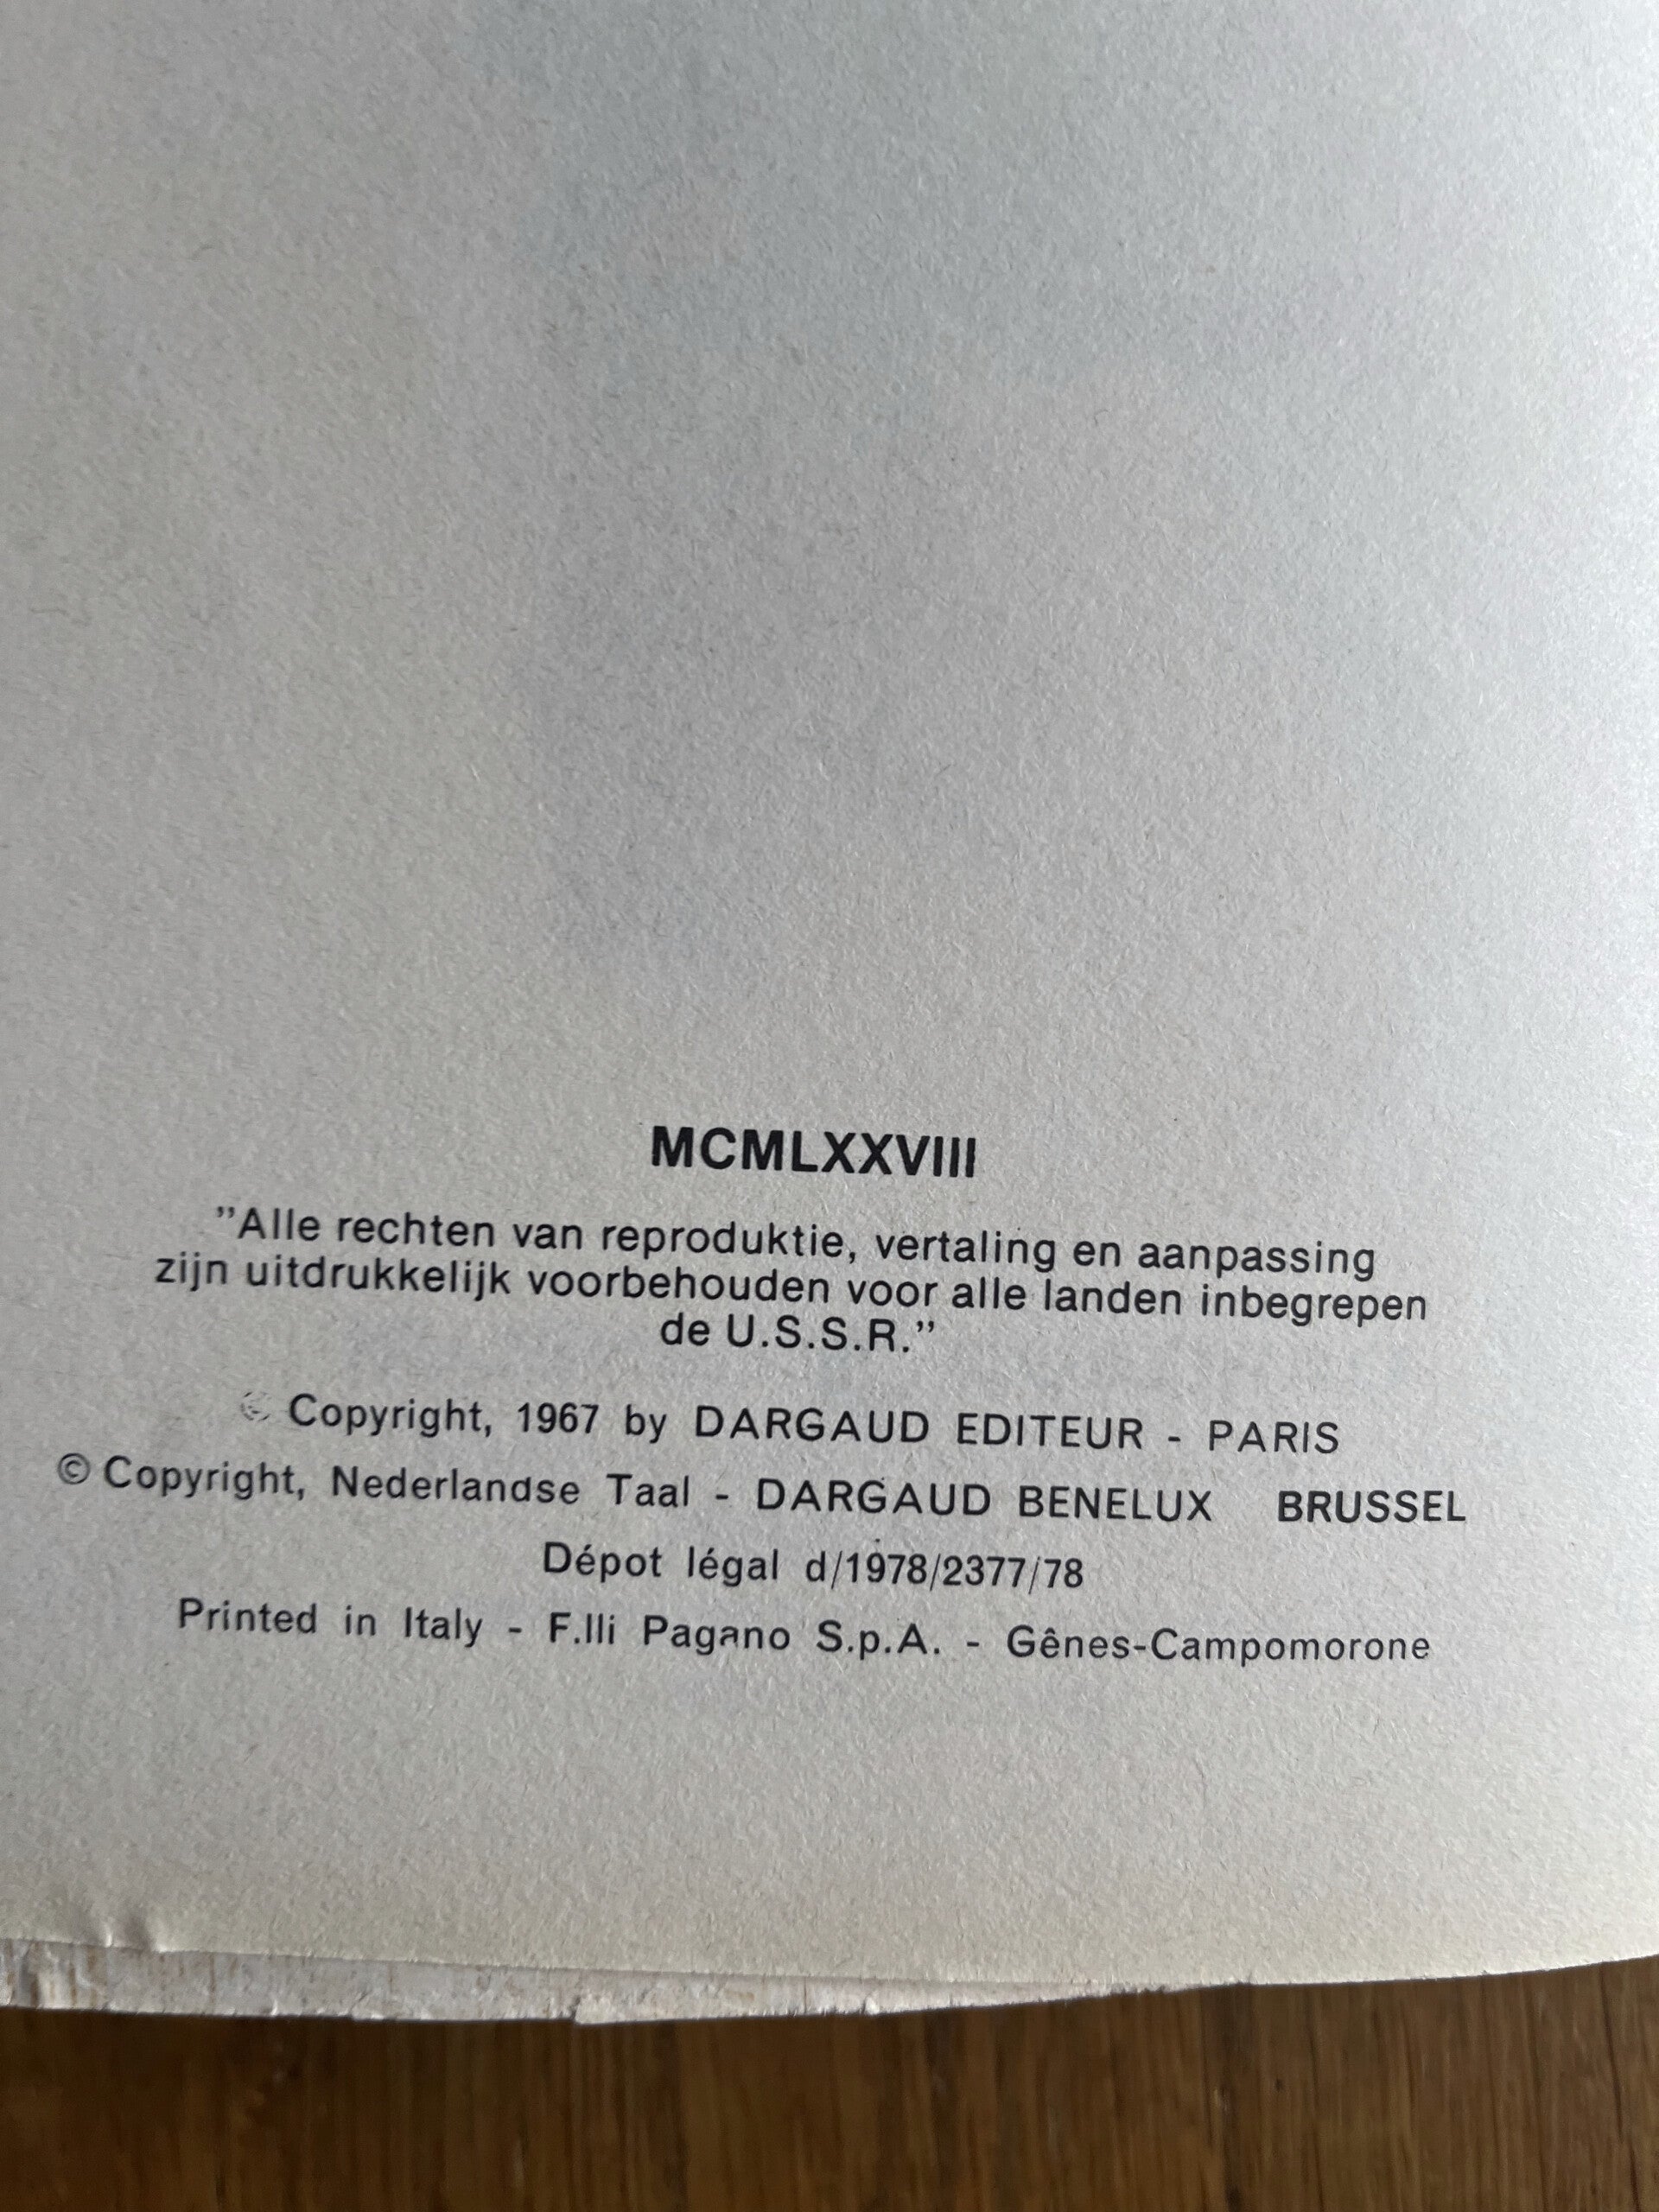 MCMLXXVIII
"Alle rechten van reproduktie, vertaling en aanpassing
zijn uitdrukkelijk voorbehouden voor alle landen inbegrepen
de U.S.S.R."
© Copyright, 1967 by DARGAUD EDITEUR - PARIS
© Copyright, Nederlandse Taal - DARGAUD BENELUX BRUSSEL
Dépot légal d/1978/2377/78
Printed in Italy - F.lli Pagano S.p.A. - Gênes-Campomorone